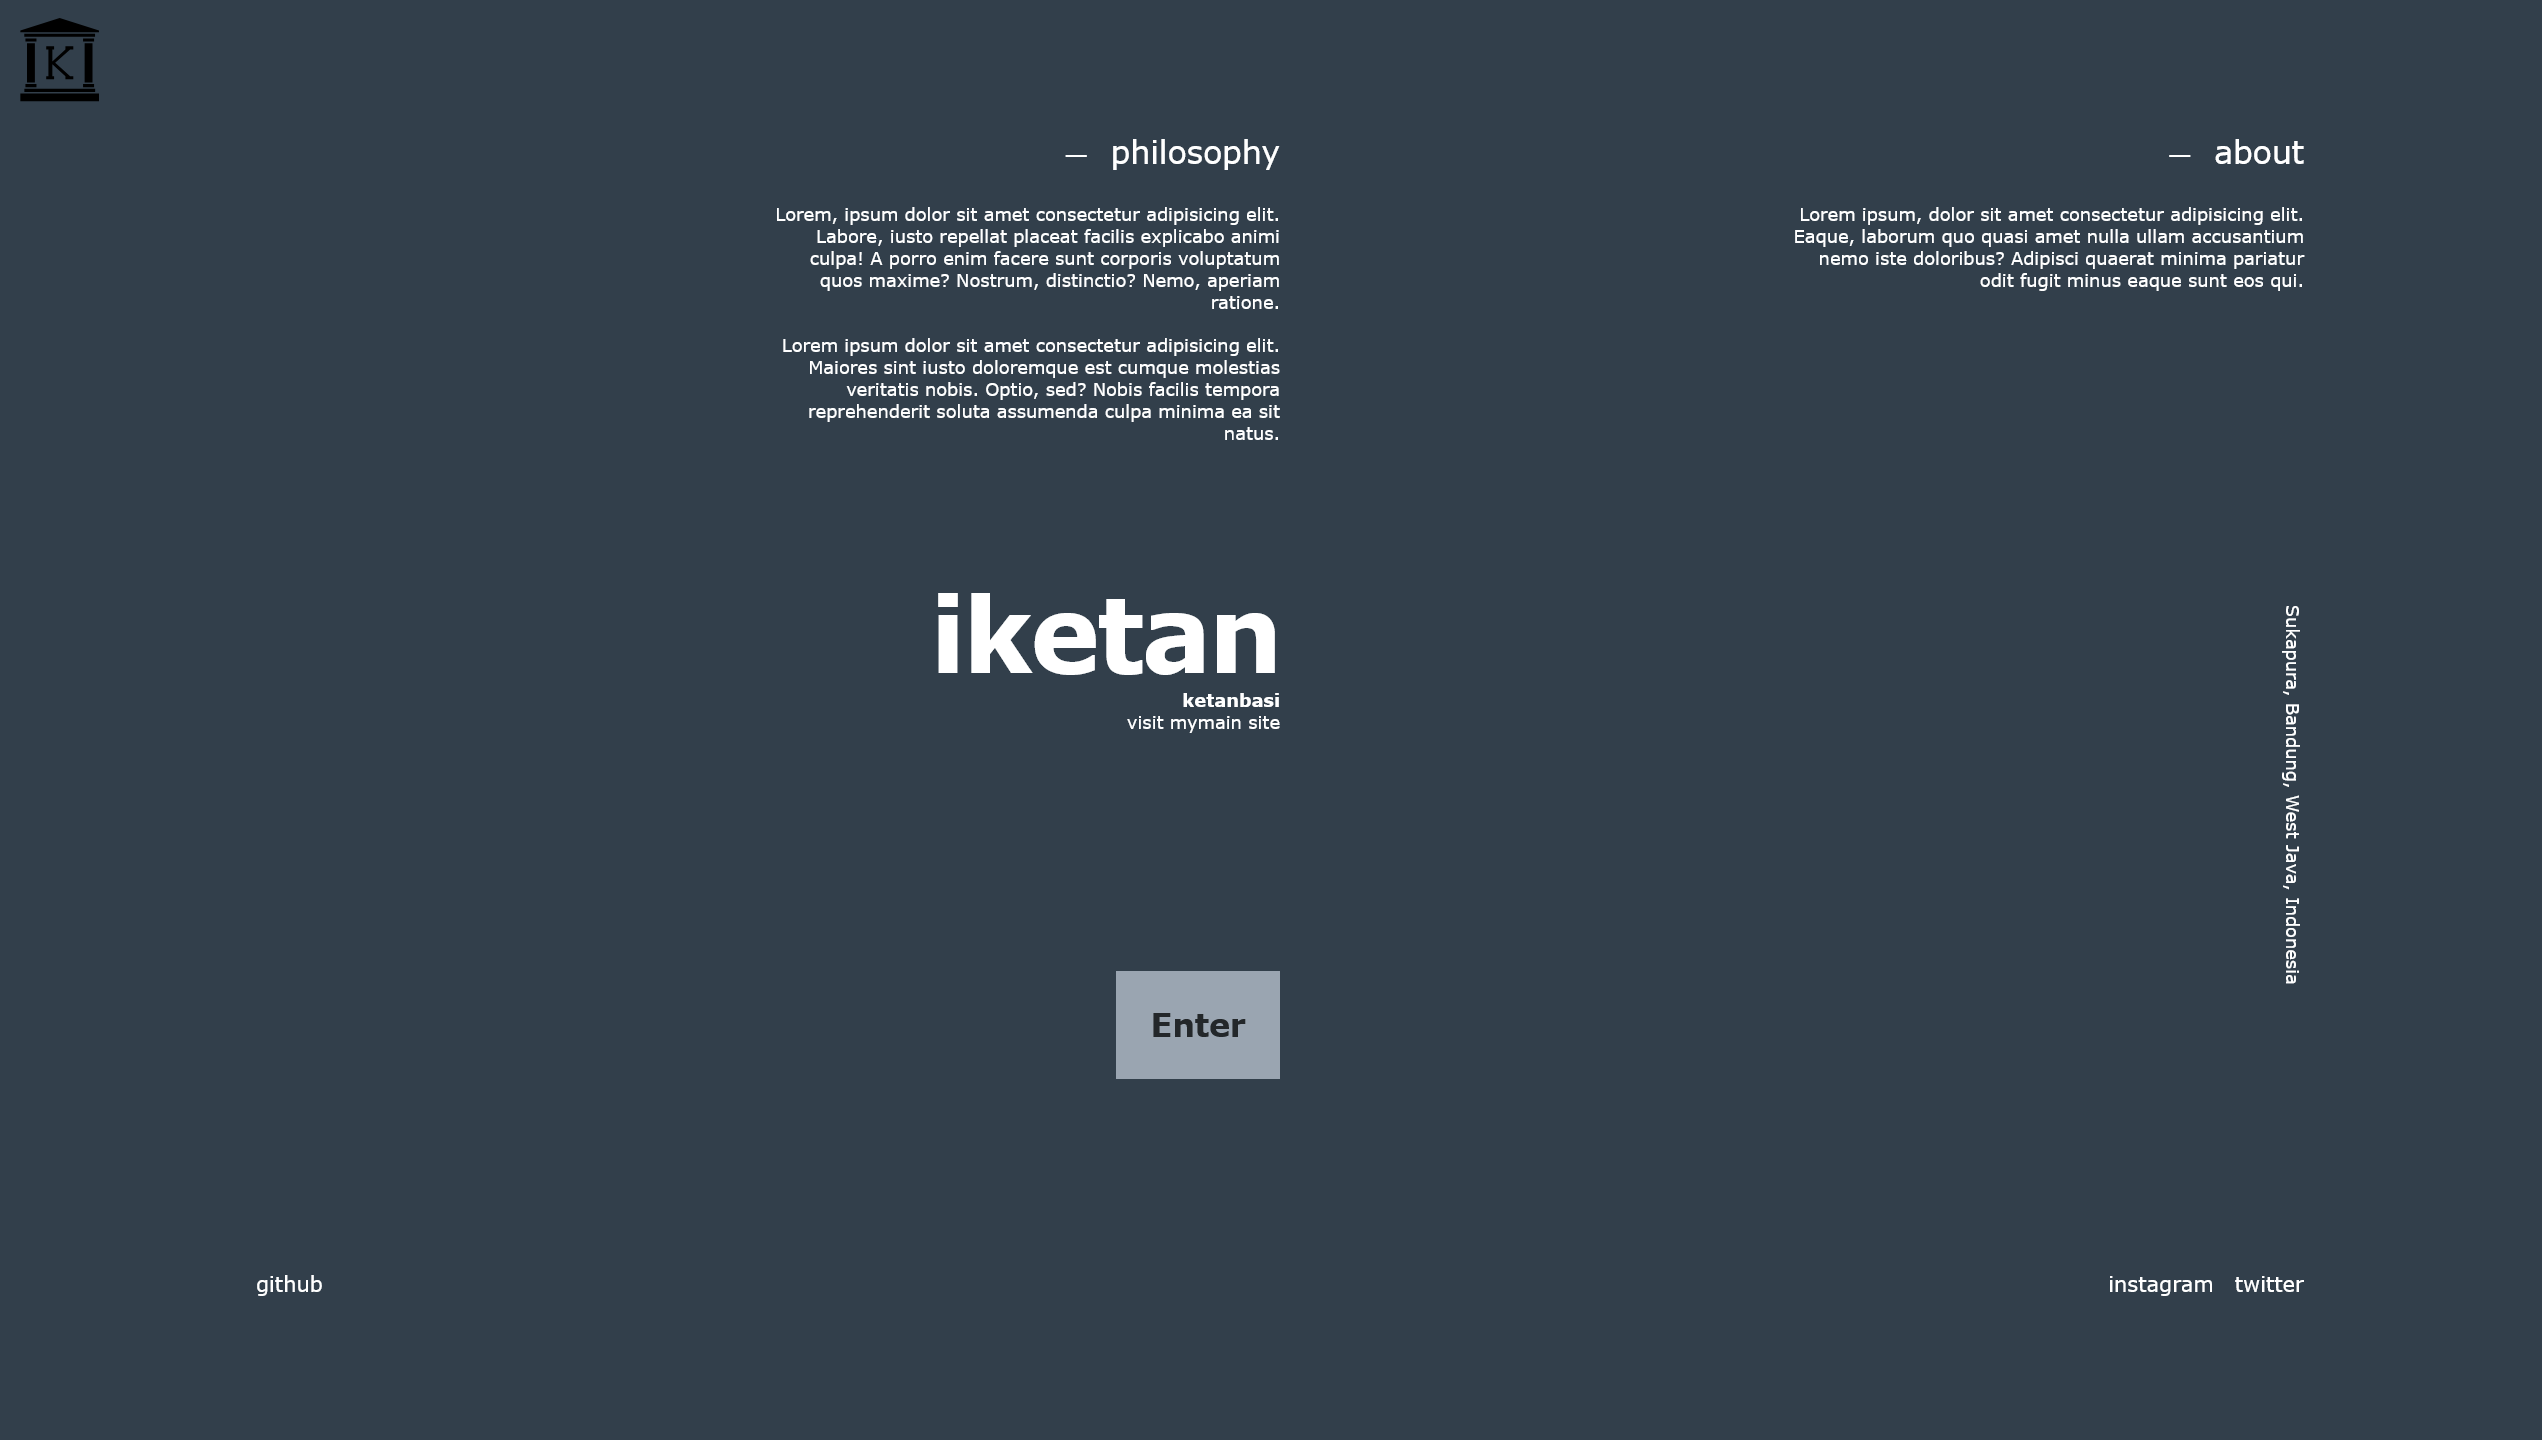 K
— philosophy
Lorem, ipsum dolor sit amet consectetur adipisicing elit.
Labore, iusto repellat placeat facilis explicabo animi
culpa! A porro enim facere sunt corporis voluptatum
quos maxime? Nostrum, distinctio? Nemo, aperiam
ratione.
Lorem ipsum dolor sit amet consectetur adipisicing elit.
Maiores sint iusto doloremque est cumque molestias
veritatis nobis. Optio, sed? Nobis facilis tempora
reprehenderit soluta assumenda culpa minima ea sit
natus.
— about
Lorem ipsum, dolor sit amet consectetur adipisicing elit.
Eaque, laborum quo quasi amet nulla ullam accusantium
nemo iste doloribus? Adipisci quaerat minima pariatur
odit fugit minus eaque sunt eos qui.
iketan
ketanbasi
visit mymain site
Sukapura, Bandung, West Java, Indonesia
Enter
github
instagram twitter